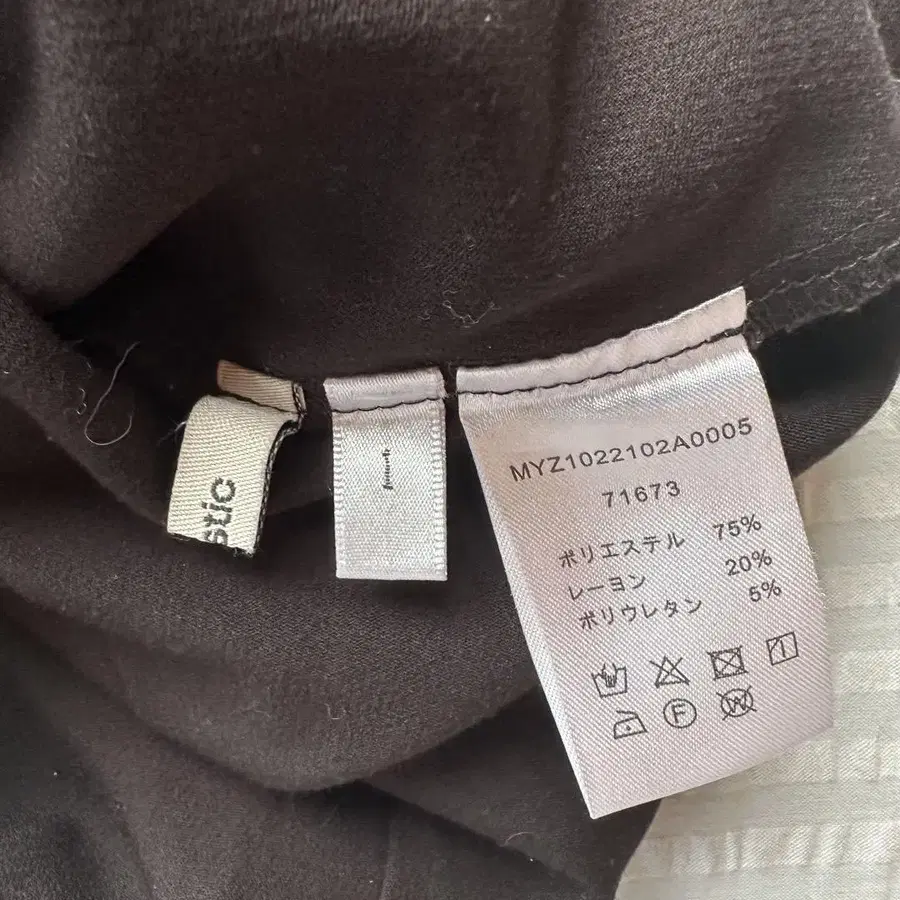 stic
1
MYZ1022102A0005
71673
ポリエステル 75%
レーヨン 20%
ポリウレタン 5%
F W